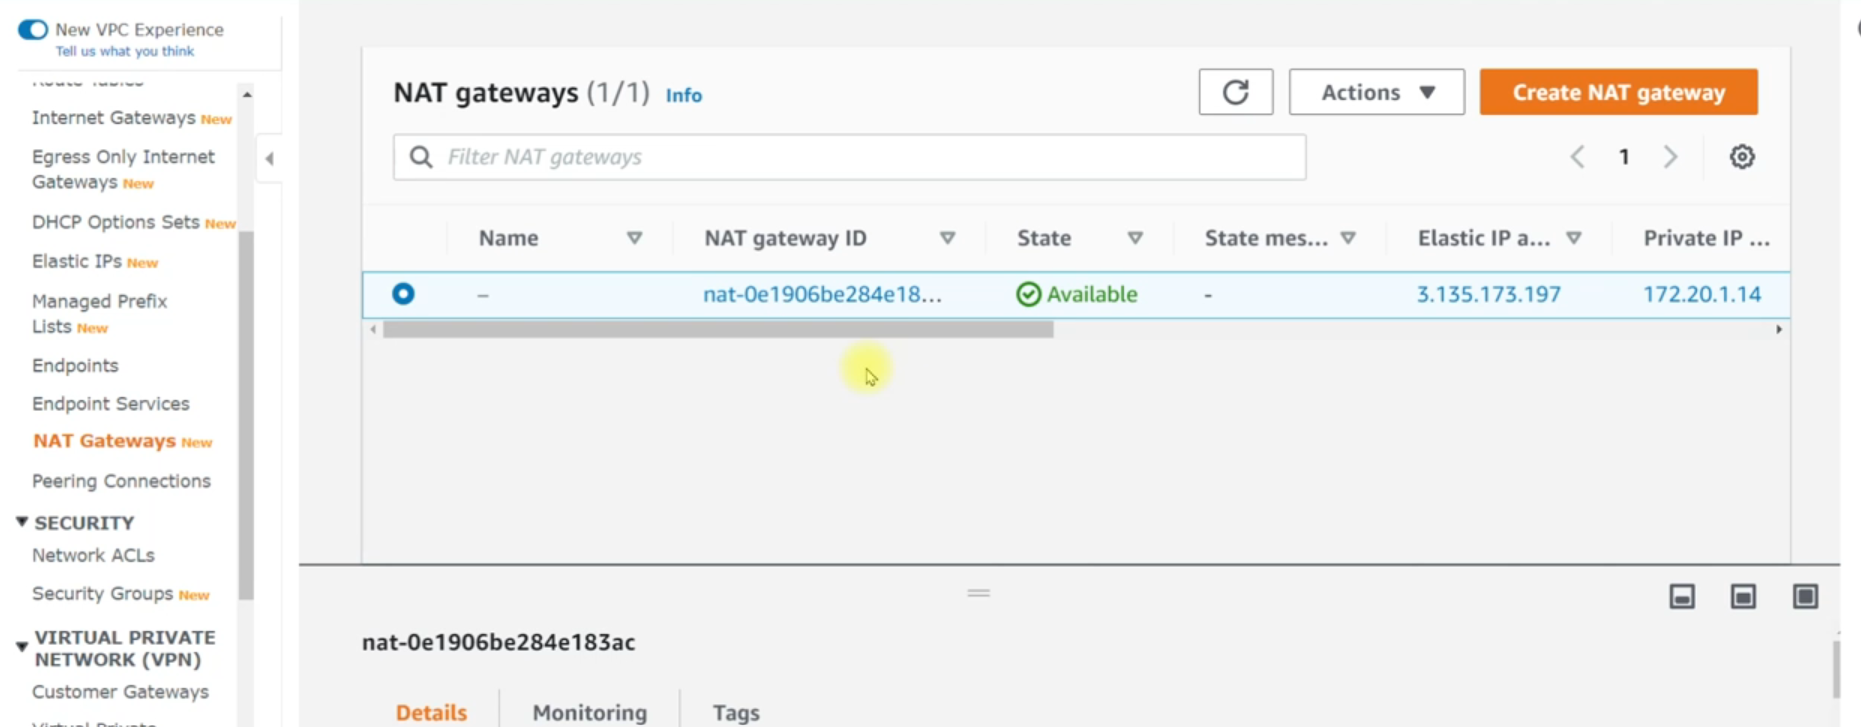 New VPC Experience
Tell us what you think
Route Tables
Internet Gateways New
Egress Only Internet
Gateways New
DHCP Options Sets New
Elastic IPs New
Managed Prefix
Lists New
Endpoints
Endpoint Services
NAT Gateways New
Peering Connections
SECURITY
Network ACLs
Security Groups New
VIRTUAL PRIVATE
NETWORK (VPN)
Customer Gateways
Virtual Private
NAT gateways (1/1) Info
Actions
Create NAT gateway
Filter NAT gateways
1
Name NAT gateway ID State State mes... Elastic IP a... Private IP ...
– nat-0e1906be284e18... Available - 3.135.173.197 172.20.1.14
nat-0e1906be284e183ac
Details Monitoring Tags